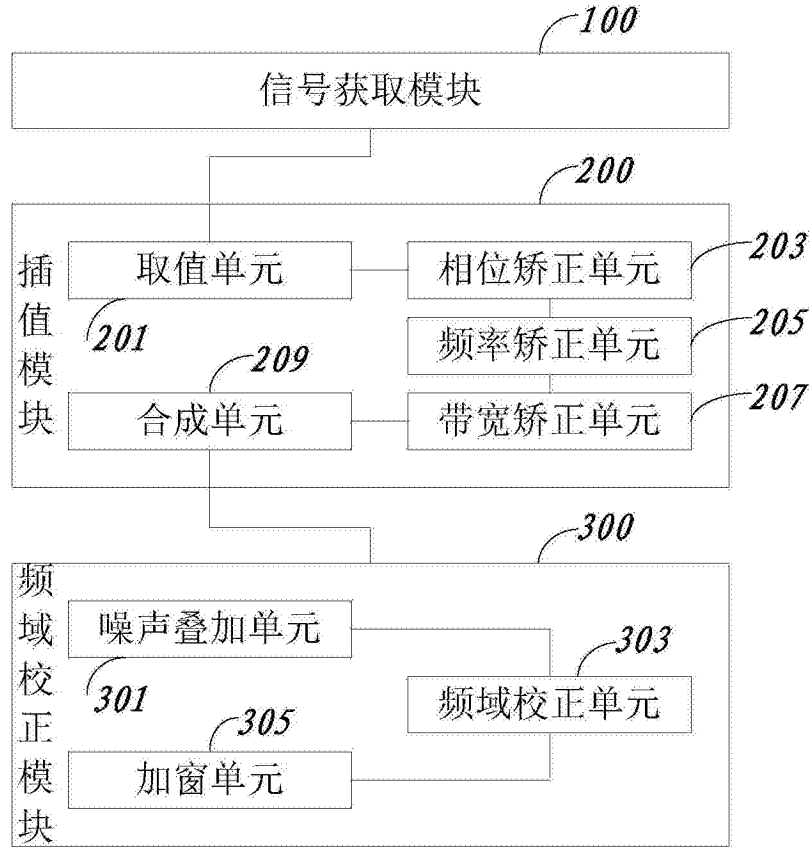 100
信号获取模块
200
插值模块
取值单元
201
相位矫正单元
203
频率矫正单元
205
209
合成单元
带宽矫正单元
207
300
频域校正模块
噪声叠加单元
301
303
频域校正单元
305
加窗单元